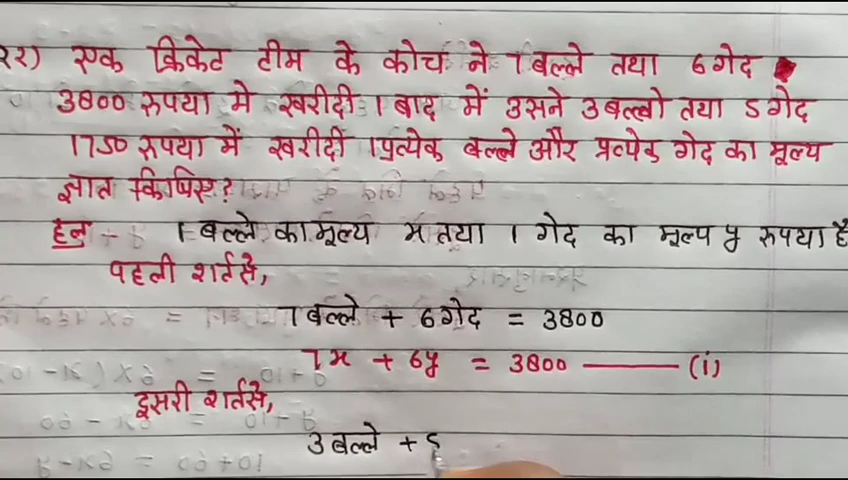 २२) एक क्रिकेट टीम के कोच ने 7 बल्ले तथा 6 गेद
3800 रुपया मे खरीदी । बाद में उसने 3 बल्लो तथा 5 गेद
1750 रुपया में खरीदी । प्रत्येक बल्ले और प्रत्येक गेद का मूल्य
ज्ञात किजिए?
हल 1 बल्ले का मूल्य x तथा 1 गेद का मूल्य y रुपया है
पहली शर्त से,
7 बल्ले + 6 गेद = 3800
7x + 6y = 3800 ——— (i)
दूसरी शर्त से,
3 बल्ले + 5